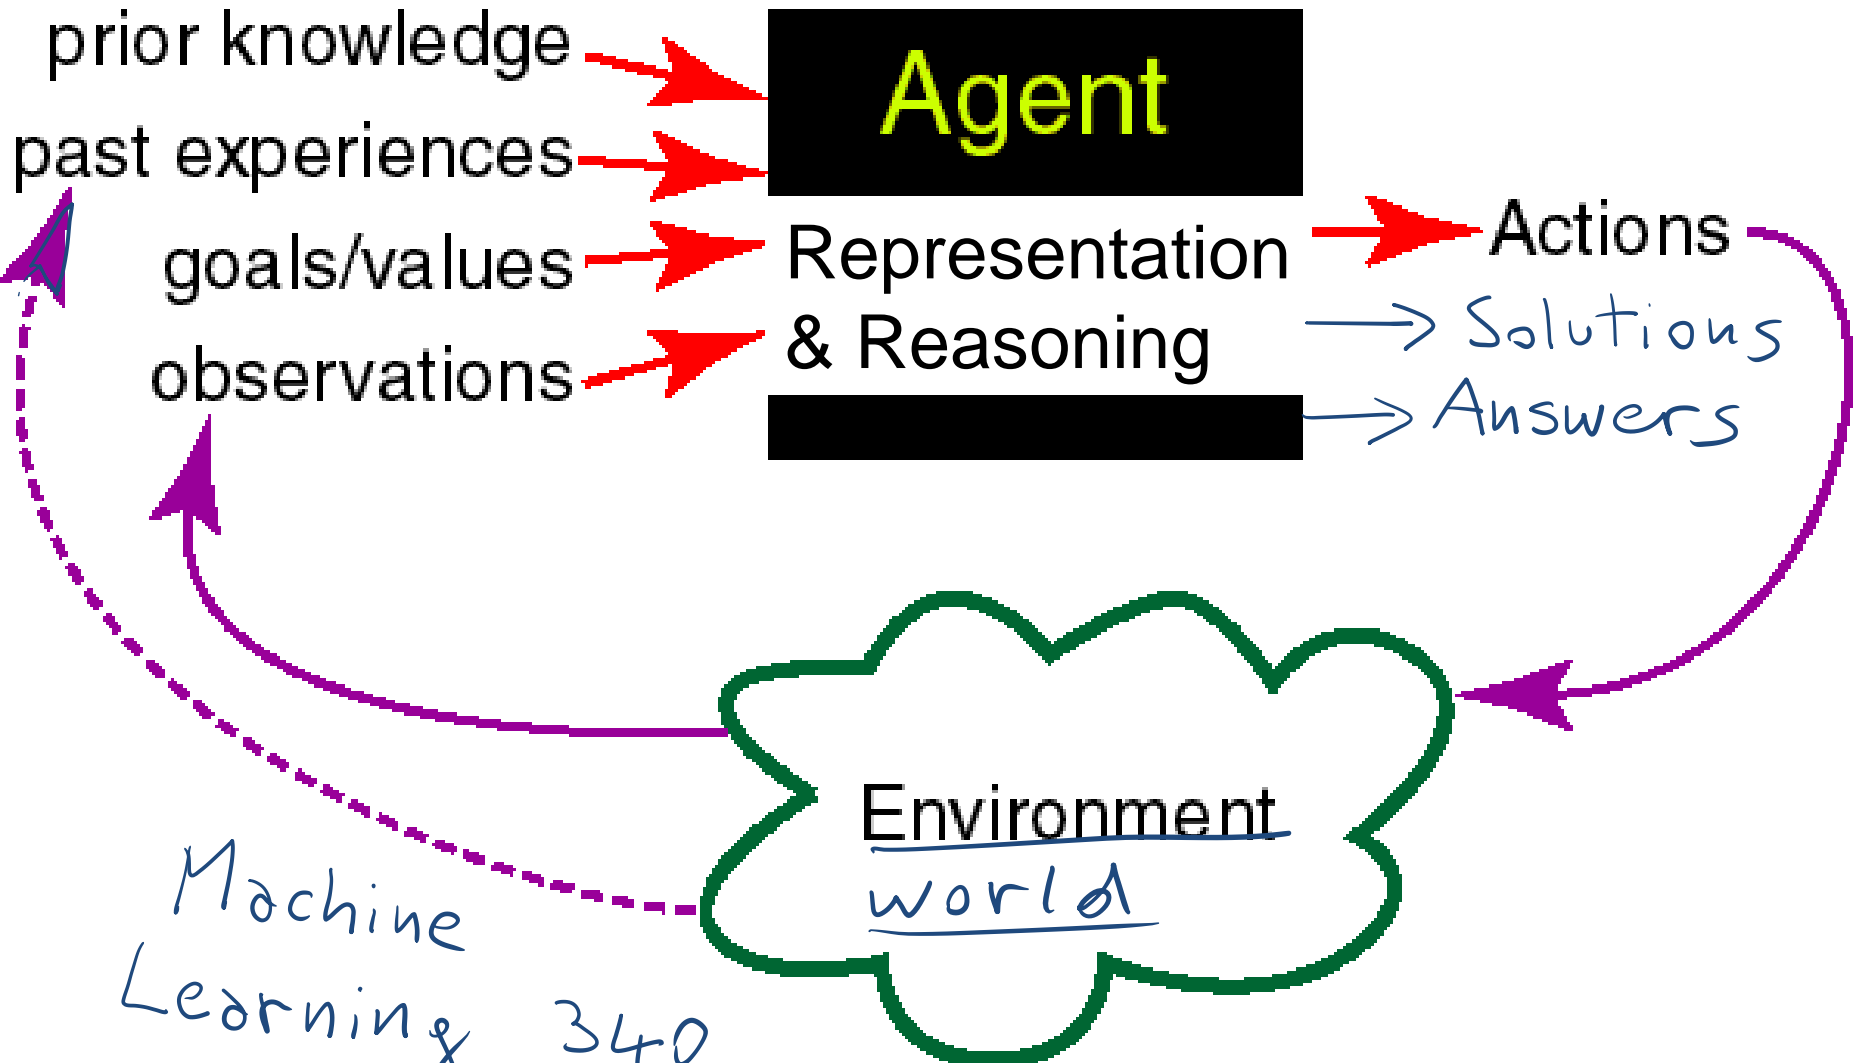 prior knowledge
past experiences
goals/values
observations
Agent
Representation
& Reasoning
Actions
Solutions
Answers
Environment
world
Machine
Learning 340